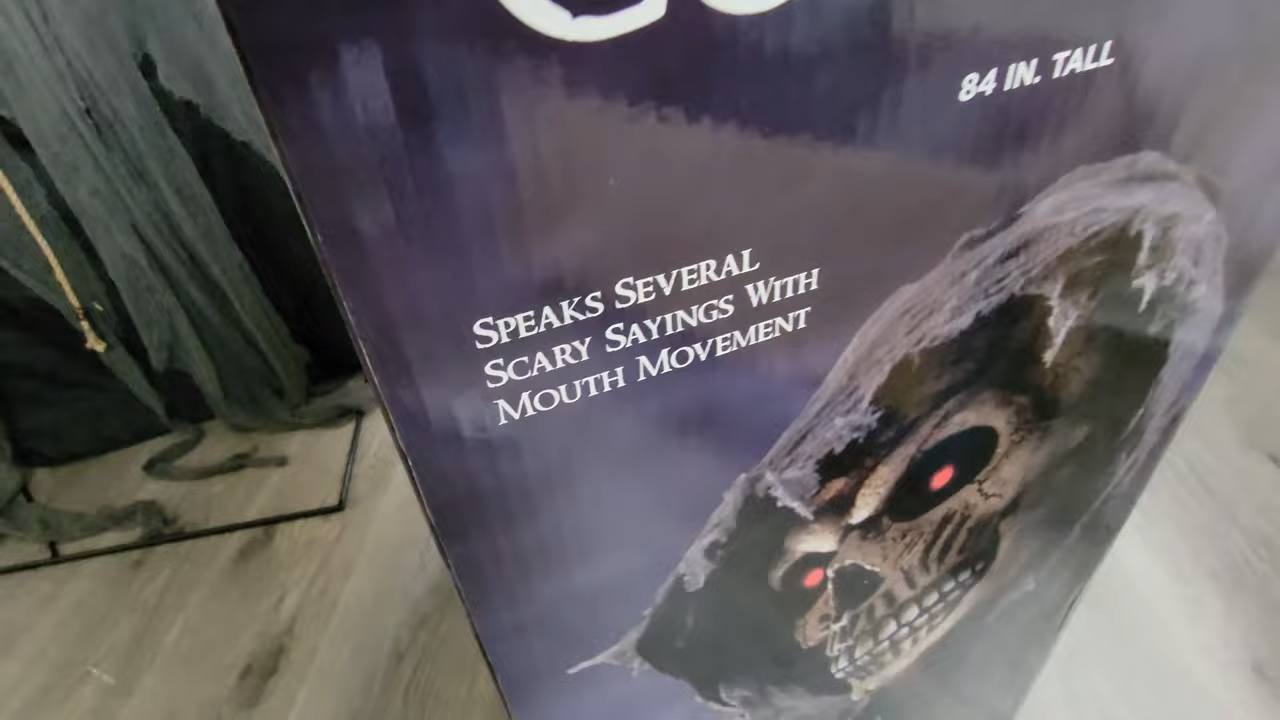 84 IN. TALL
SPEAKS SEVERAL
SCARY SAYINGS WITH
MOUTH MOVEMENT